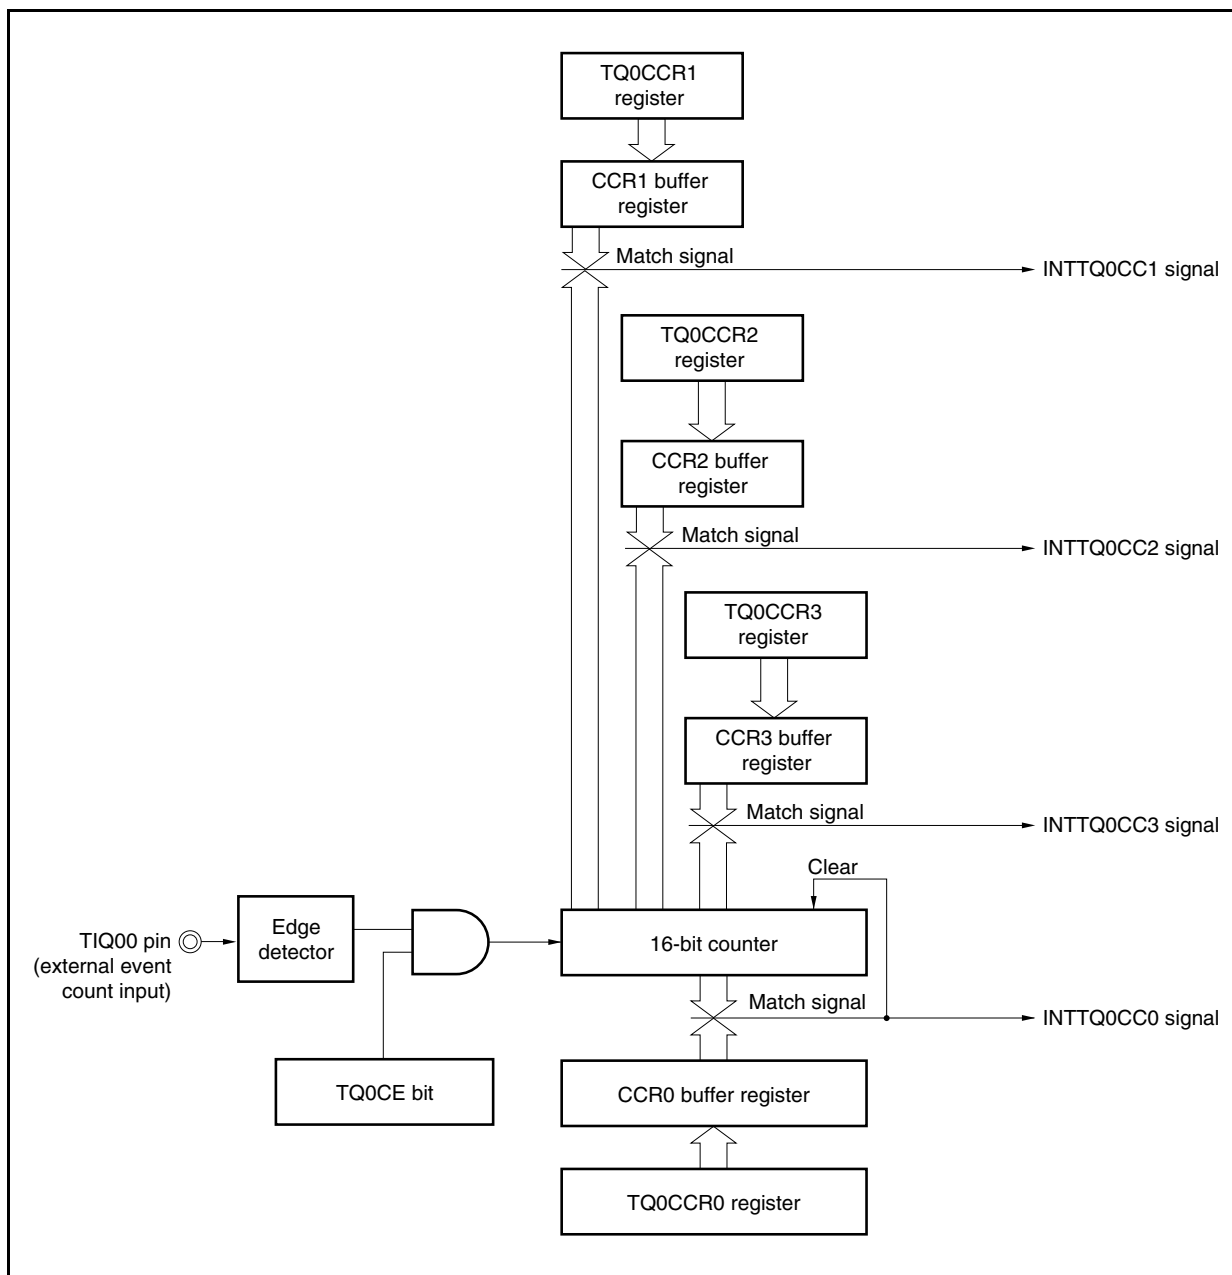 TQ0CCR1
register
CCR1 buffer
register
Match signal
INTTQ0CC1 signal
TQ0CCR2
register
CCR2 buffer
register
Match signal
INTTQ0CC2 signal
TQ0CCR3
register
CCR3 buffer
register
Match signal
INTTQ0CC3 signal
Clear
TIQ00 pin
(external event
count input)
Edge
detector
16-bit counter
Match signal
INTTQ0CC0 signal
TQ0CE bit
CCR0 buffer register
TQ0CCR0 register